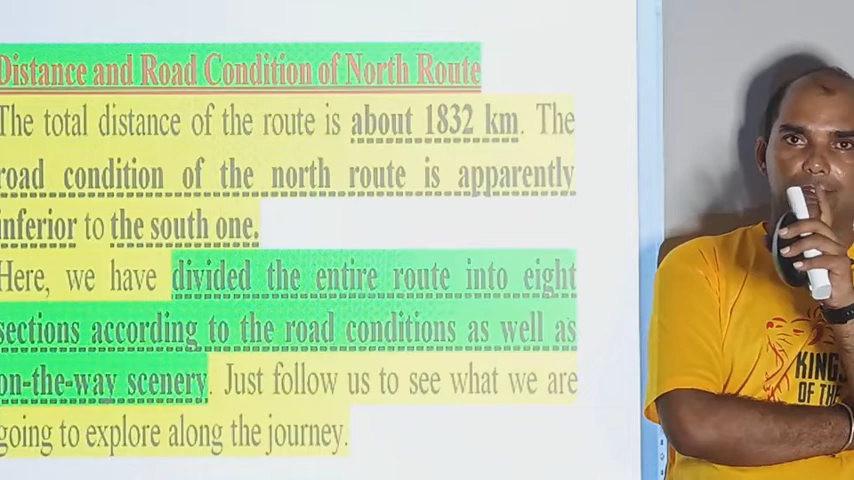 Distance and Road Condition of North Route
The total distance of the route is about 1832 km. The
road condition of the north route is apparently
inferior to the south one.
Here, we have divided the entire route into eight
sections according to the road conditions as well as
on-the-way scenery. Just follow us to see what we are
going to explore along the journey.
KINGS
OF THE